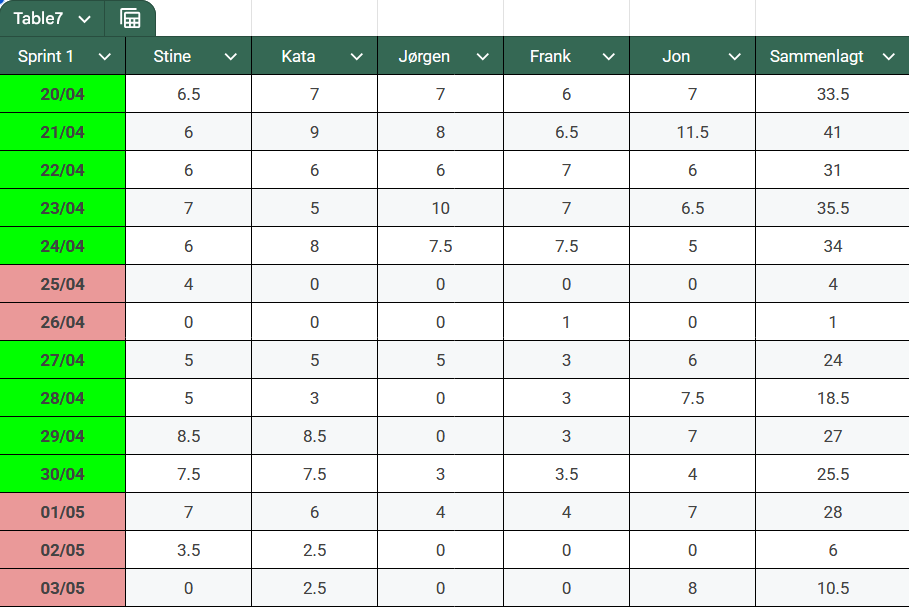 Table7
Sprint 1 Stine Kata Jørgen Frank Jon Sammenlagt
20/04 6.5 7 7 6 7 33.5
21/04 6 9 8 6.5 11.5 41
22/04 6 6 6 7 6 31
23/04 7 5 10 7 6.5 35.5
24/04 6 8 7.5 7.5 5 34
25/04 4 0 0 0 0 4
26/04 0 0 0 1 0 1
27/04 5 5 5 3 6 24
28/04 5 3 0 3 7.5 18.5
29/04 8.5 8.5 0 3 7 27
30/04 7.5 7.5 3 3.5 4 25.5
01/05 7 6 4 4 7 28
02/05 3.5 2.5 0 0 0 6
03/05 0 2.5 0 0 8 10.5